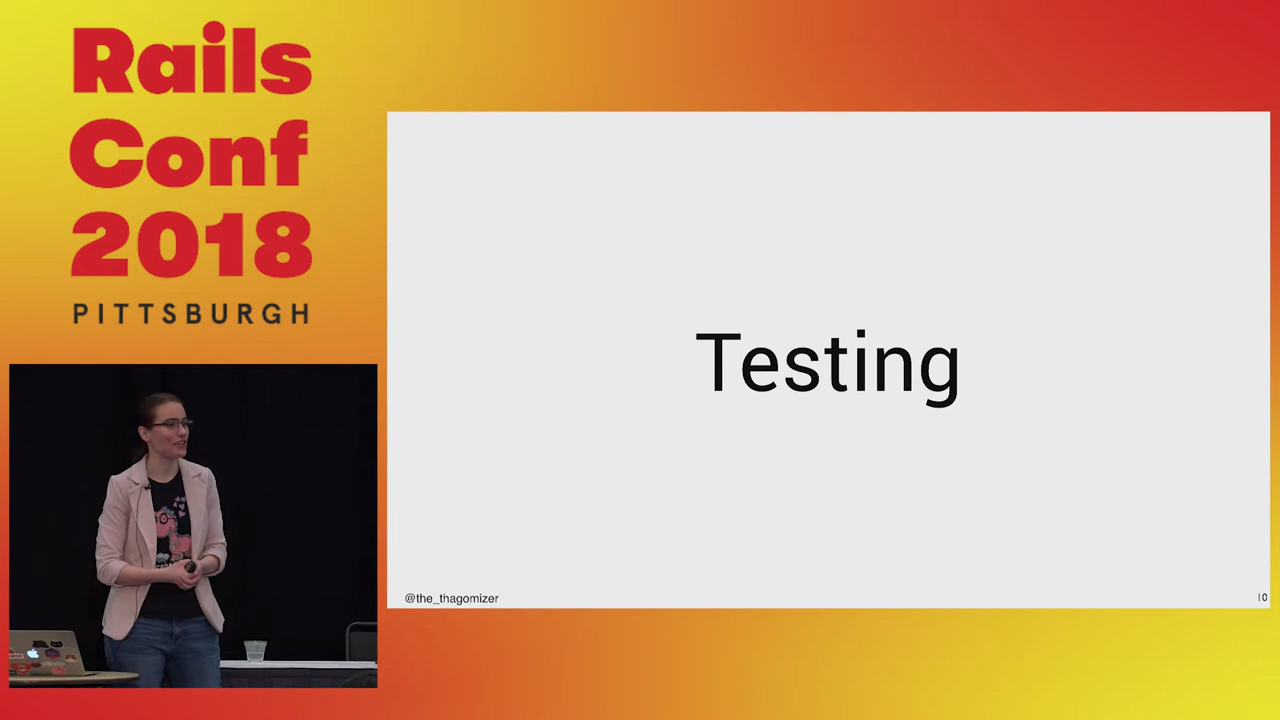 Rails
Conf
2018
PITTSBURGH
Testing
@the_thagomizer
10